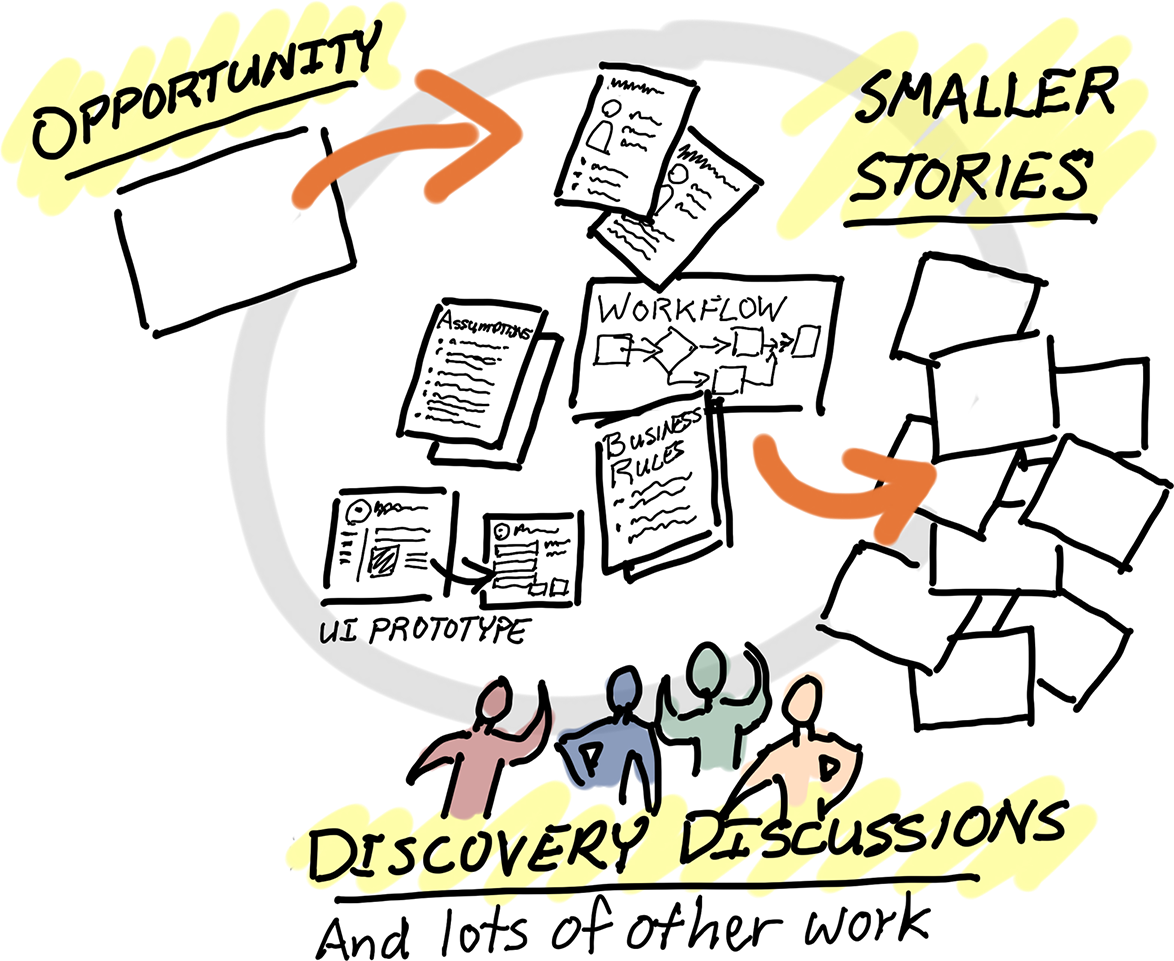 OPPORTUNITY
SMALLER
STORIES
WORKFLOW
ASSUMPTIONS
BUSINESS
RULES
UI PROTOTYPE
DISCOVERY DISCUSSIONS
And lots of other work